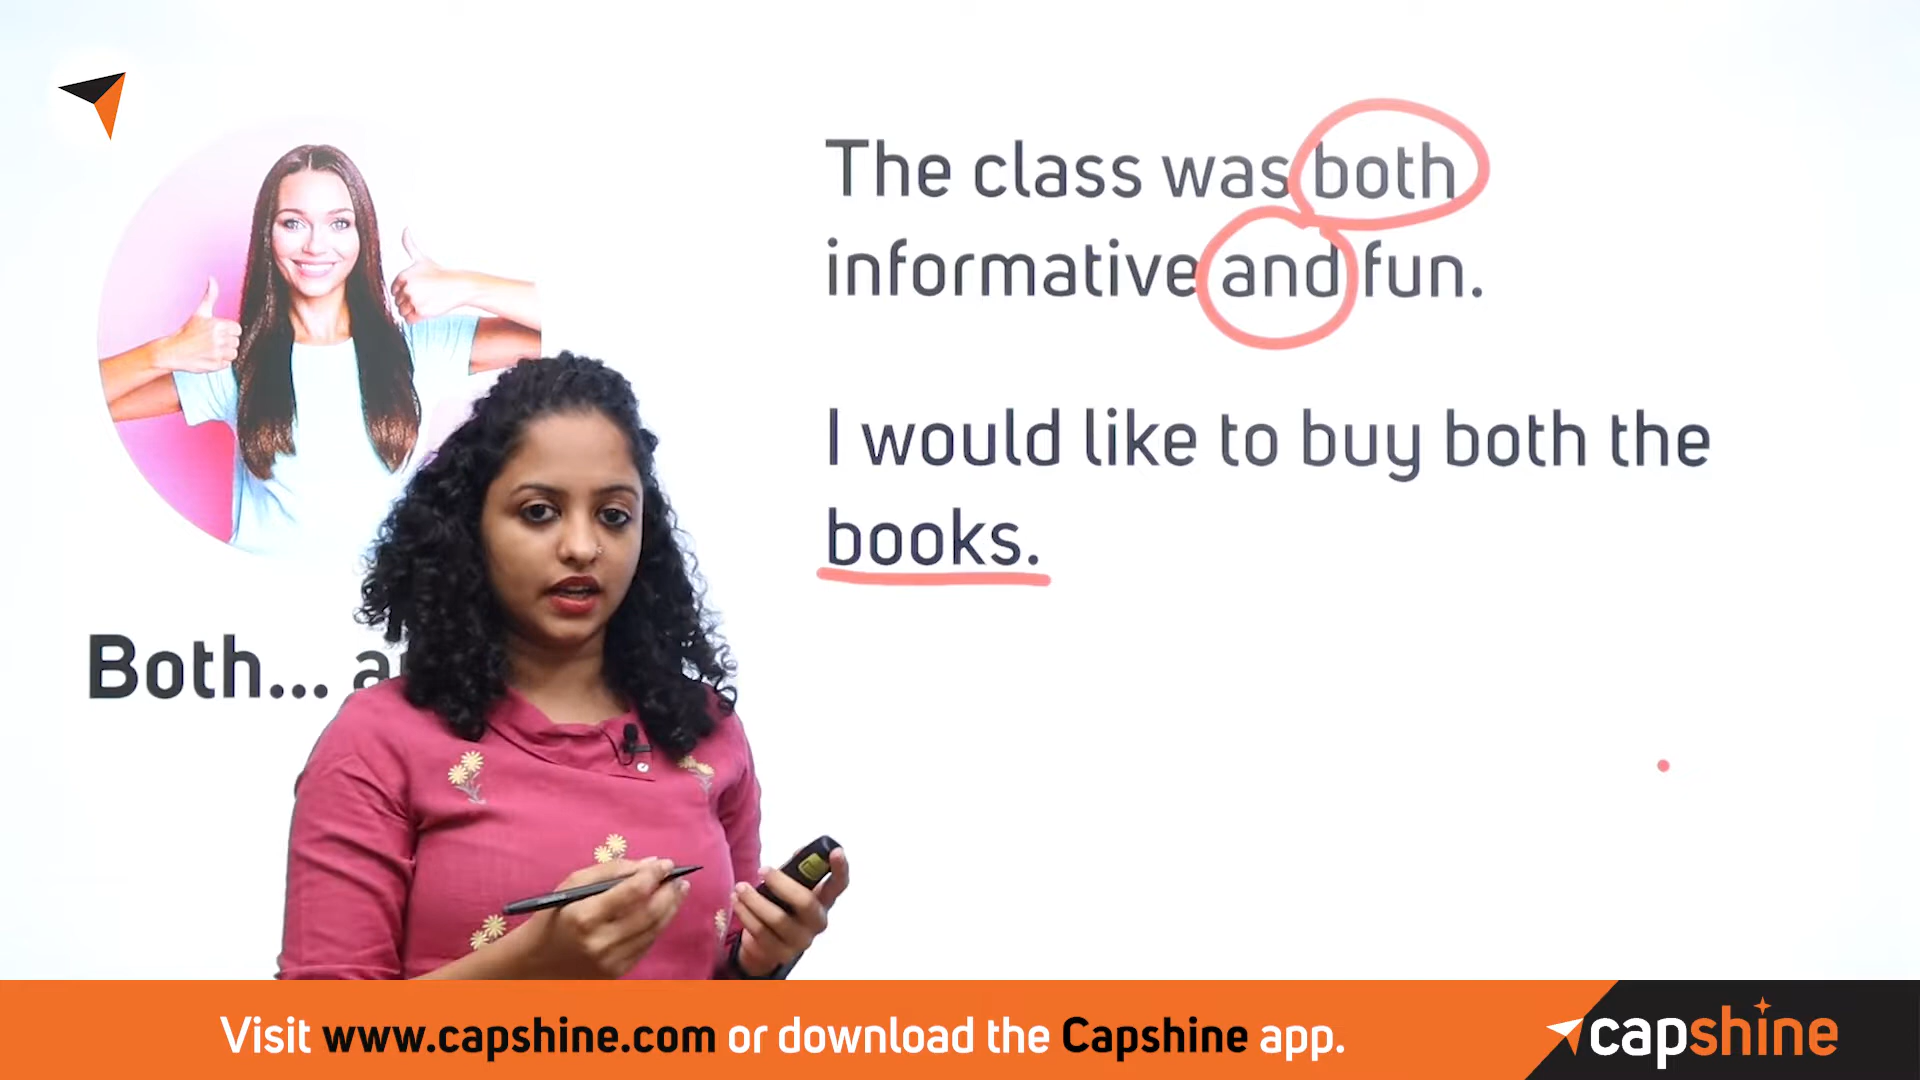 The class was both
informative and fun.
I would like to buy both the
books.
Both...
Visit www.capshine.com or download the Capshine app.
capshine